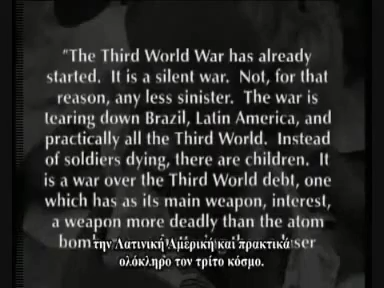 "The Third World War has already
started. It is a silent war. Not, for that
reason, any less sinister. The war is
tearing down Brazil, Latin America, and
practically all the Third World. Instead
of soldiers dying, there are children. It
is a war over the Third World debt, one
which has as its main weapon, interest,
a weapon more deadly than the atom
bomb
την Λατινική Αμερική και πρακτικά
ολόκληρο τον τρίτο κόσμο.